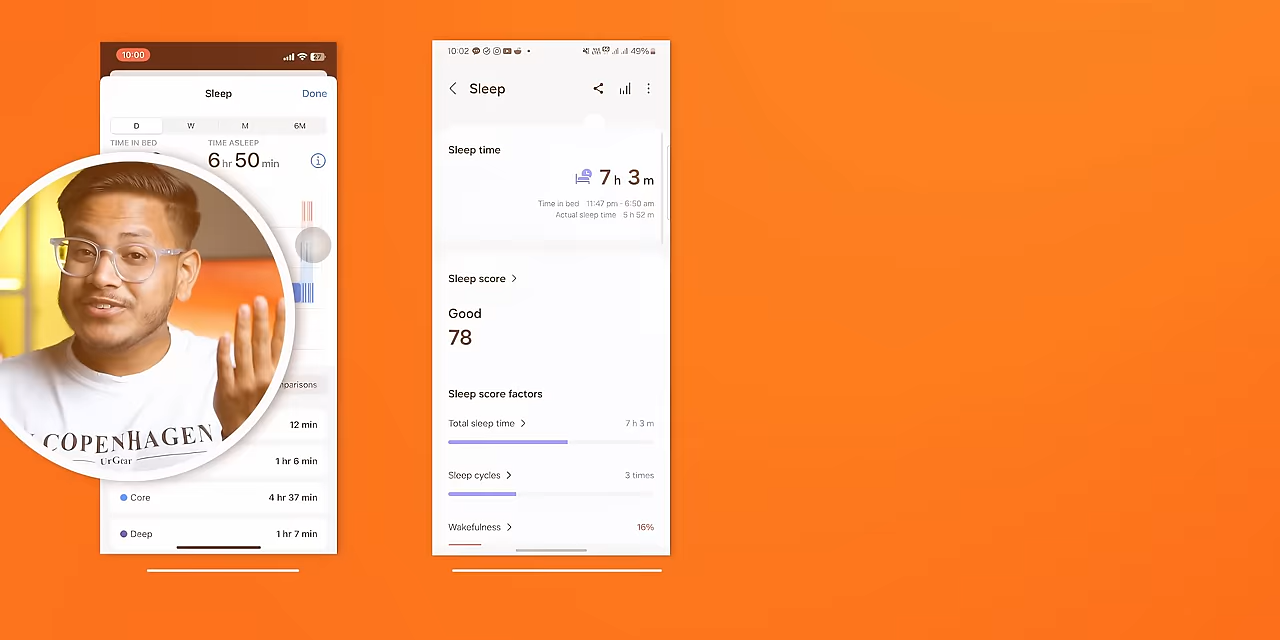 10:00
27
Sleep
Done
D W M 6M
TIME IN BED
TIME ASLEEP
6 hr 50 min
12 min
1 hr 6 min
Core
4 hr 37 min
Deep
1 hr 7 min
COPENHAGEN
UrGear
10:02
49%
Sleep
Sleep time
7 h 3 m
Time in bed 11:47 pm - 6:50 am
Actual sleep time 5 h 52 m
Sleep score
Good
78
Sleep score factors
Total sleep time
7 h 3 m
Sleep cycles
3 times
Wakefulness
16%